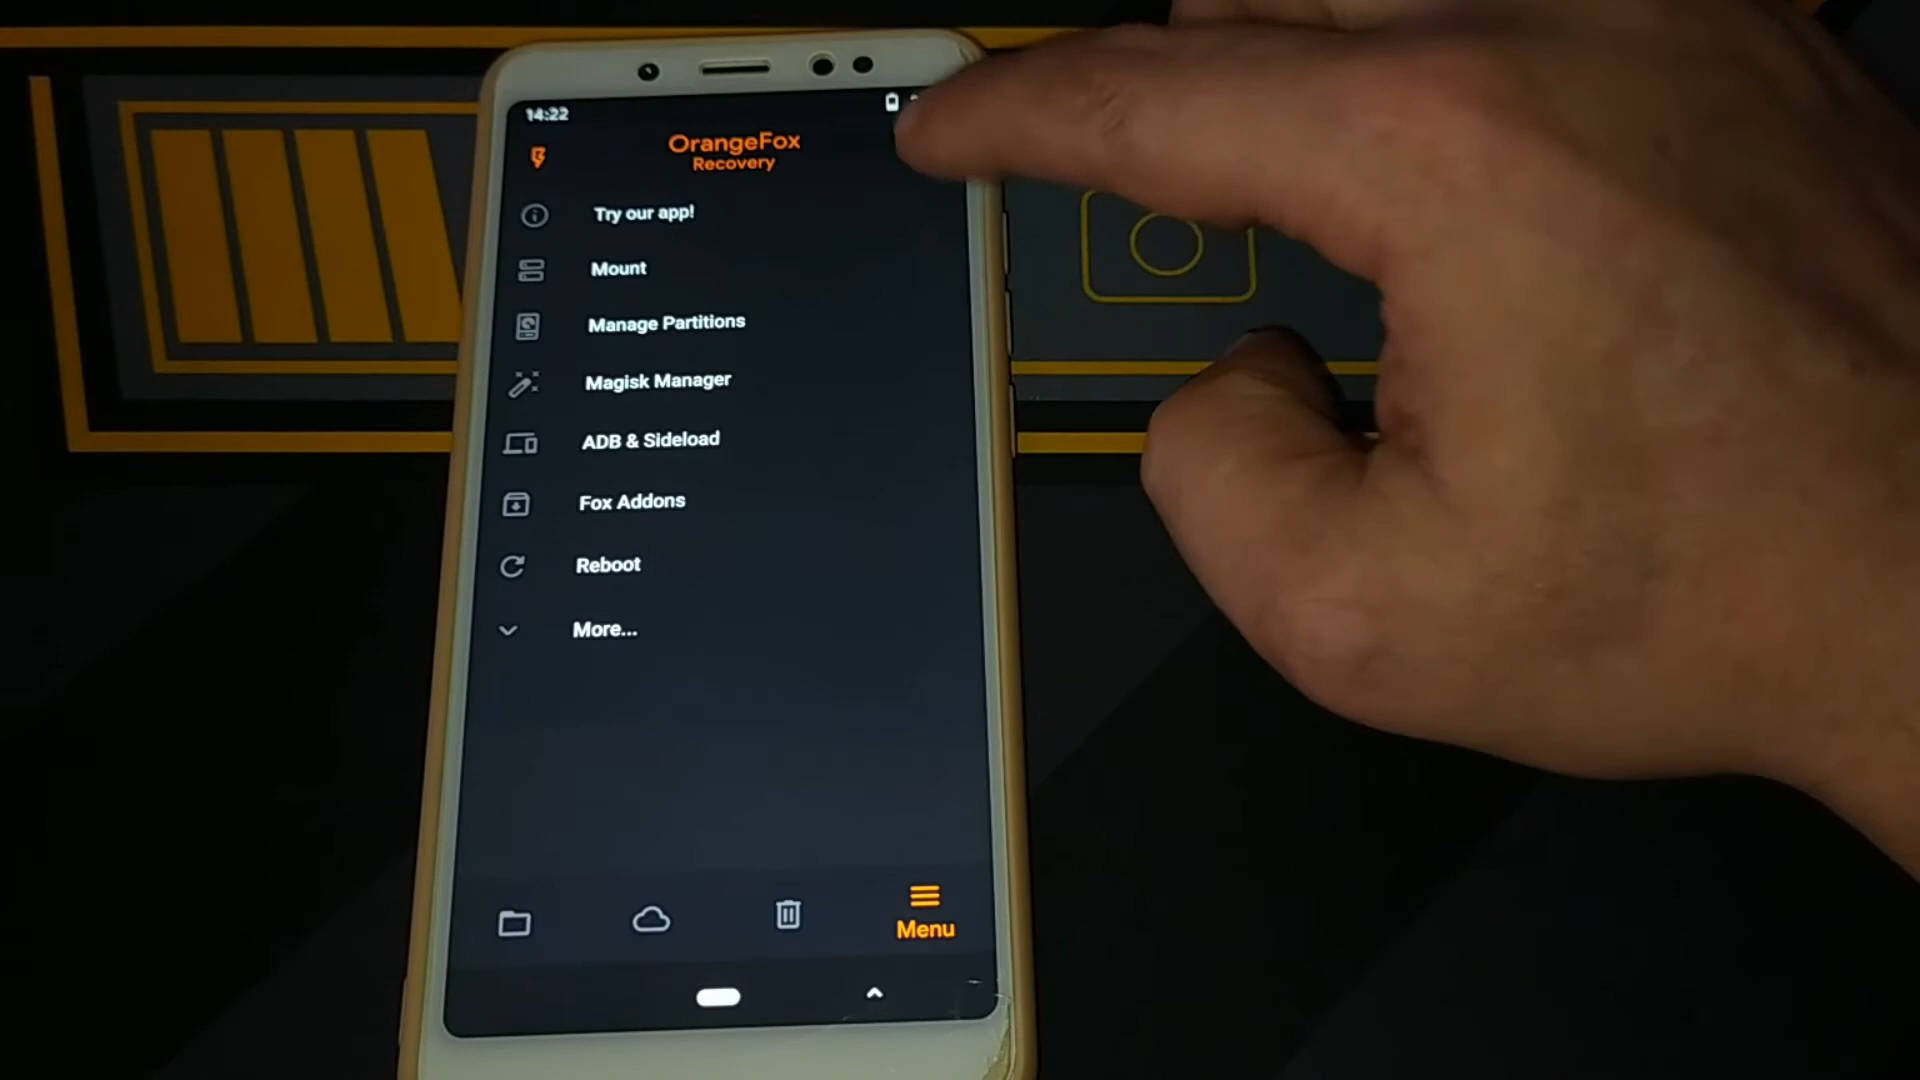 14:22
OrangeFox
Recovery
Try our app!
Mount
Manage Partitions
Magisk Manager
ADB & Sideload
Fox Addons
Reboot
More...
Menu